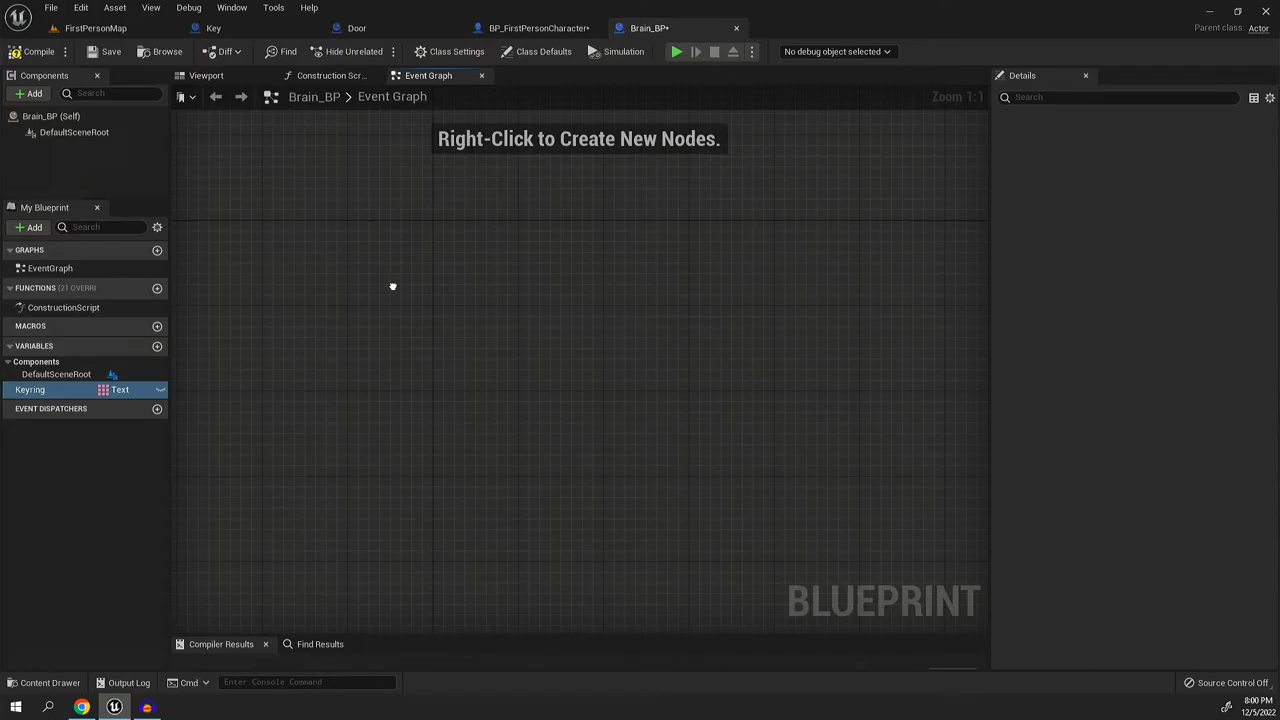 File Edit Asset View Debug Window Tools Help
FirstPersonMap Key Door BP_FirstPersonCharacter* Brain_BP*
Parent class: Actor
Compile Save Browse Diff Find Hide Unrelated Class Settings Class Defaults Simulation No debug object selected
Components
Viewport Construction Scr... Event Graph
Details
Add Search
Brain_BP > Event Graph
Zoom 1:1
Search
Brain_BP (Self)
DefaultSceneRoot
Right-Click to Create New Nodes.
My Blueprint
Add Search
GRAPHS
EventGraph
FUNCTIONS (21 OVERRI
ConstructionScript
MACROS
VARIABLES
Components
DefaultSceneRoot
Keyring Text
EVENT DISPATCHERS
BLUEPRINT
Compiler Results Find Results
Content Drawer Output Log Cmd Enter Console Command
Source Control Off
8:00 PM
12/5/2022